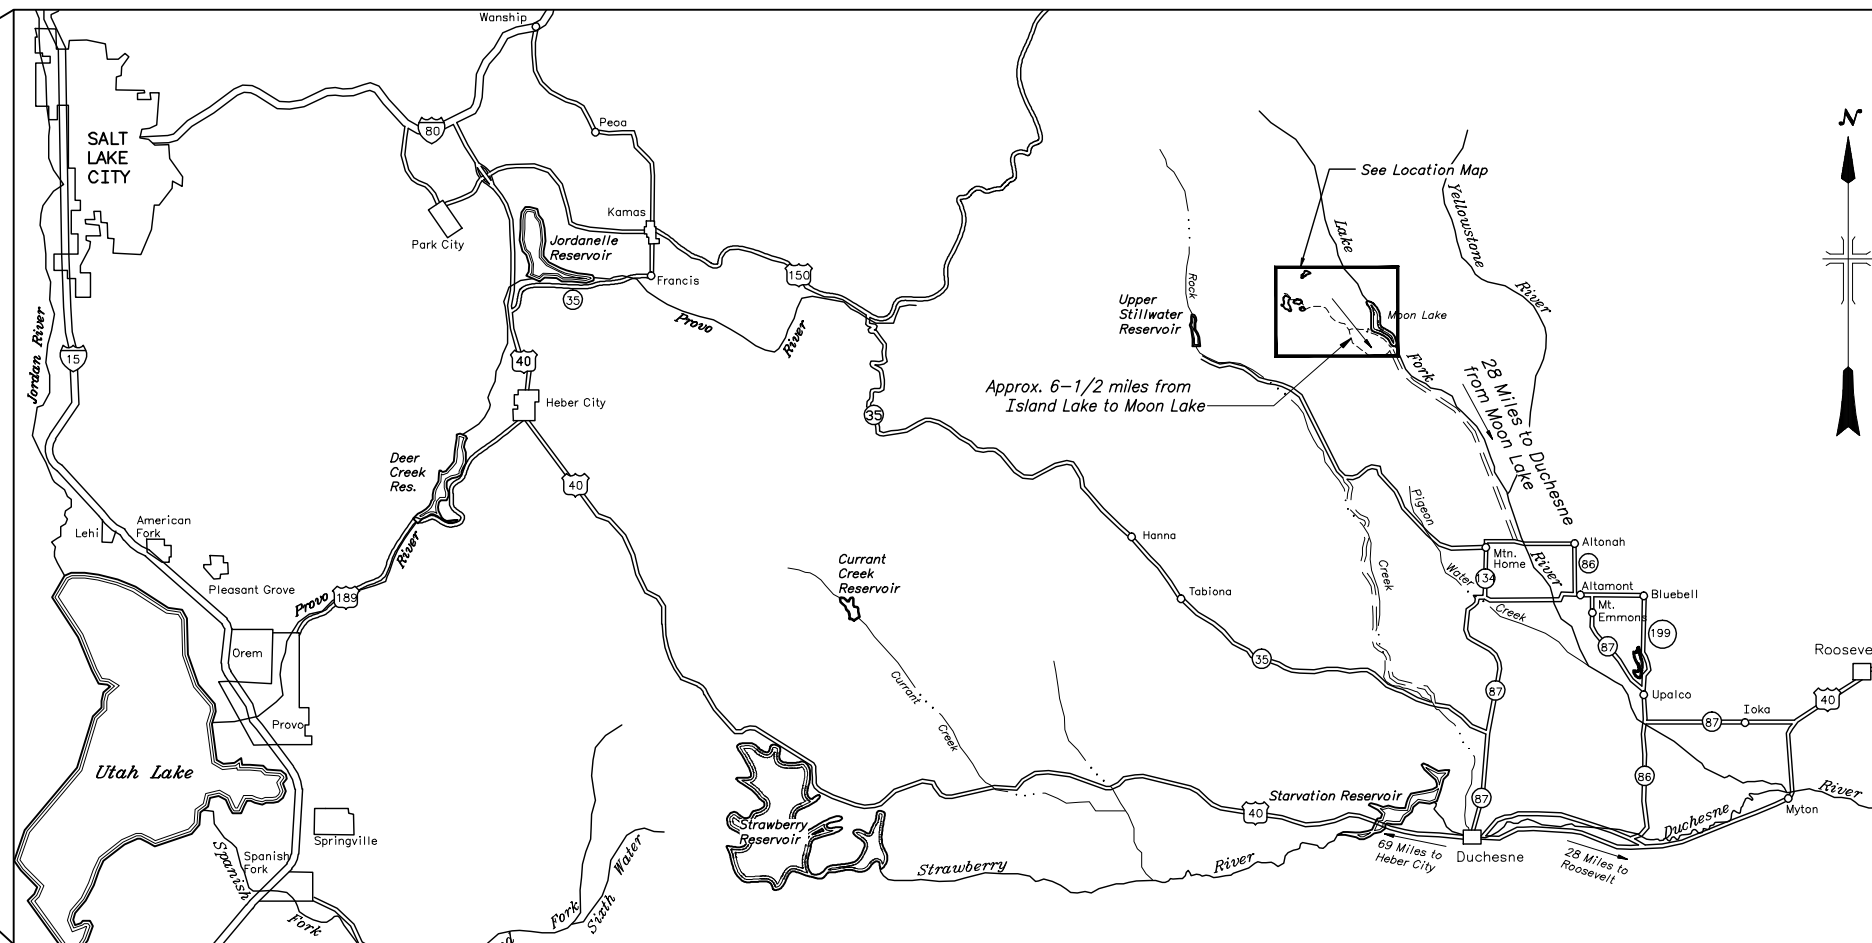 Wanship
SALT
LAKE
CITY
80
Peoa
N
See Location Map
Park City
Kamas
Jordanelle
Reservoir
Francis
35
150
Provo
River
Lake
Yellowstone
River
Rock
Upper
Stillwater
Reservoir
Moon Lake
Fork
28 Miles to Duchesne
from Moon Lake
Approx. 6-1/2 miles from
Island Lake to Moon Lake
Jordan River
15
40
Heber City
35
Deer
Creek
Res.
40
Lehi
American
Fork
Pleasant Grove
River
Provo
189
Hanna
Tabiona
Pigeon
Water
Creek
Creek
Mtn.
Home
134
River
Altonah
86
Altamont
Bluebell
Mt.
Emmons
199
87
Currant
Creek
Reservoir
Currant
Creek
35
87
Upalco
Rooseve
40
87
Ioka
Orem
Provo
Utah Lake
Springville
Spanish
Fork
Spanish
Fork
Fork
Sixth
Water
Strawberry
Reservoir
Strawberry
River
40
Starvation Reservoir
87
86
69 Miles to
Heber City
Duchesne
28 Miles to
Roosevelt
Duchesne
River
Myton